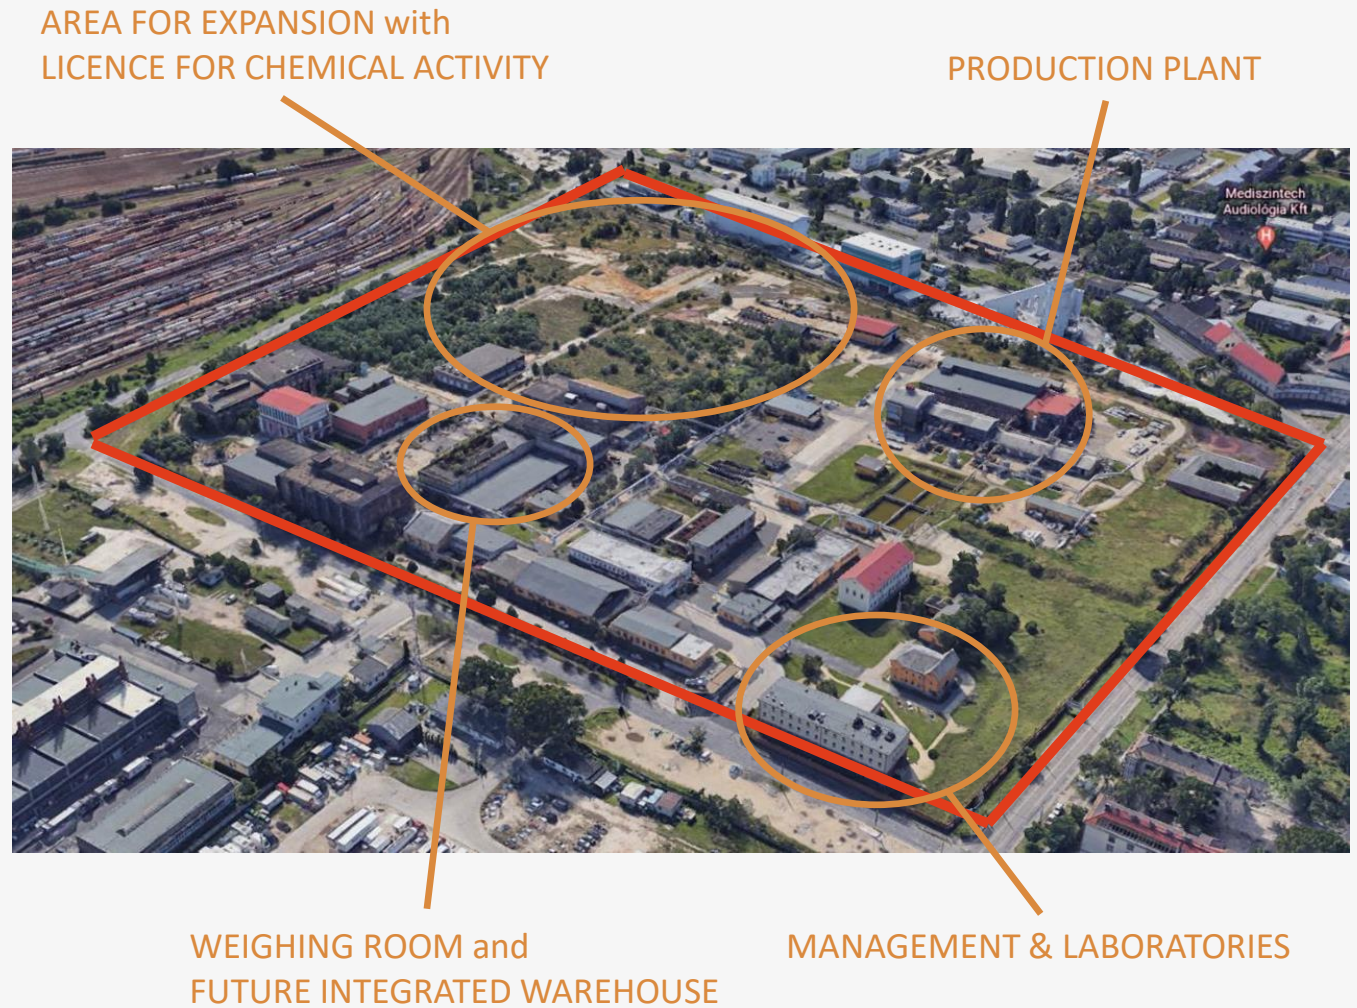 AREA FOR EXPANSION with
LICENCE FOR CHEMICAL ACTIVITY
PRODUCTION PLANT
Mediszintech
Audiológia Kft
H
WEIGHING ROOM and
FUTURE INTEGRATED WAREHOUSE
MANAGEMENT & LABORATORIES